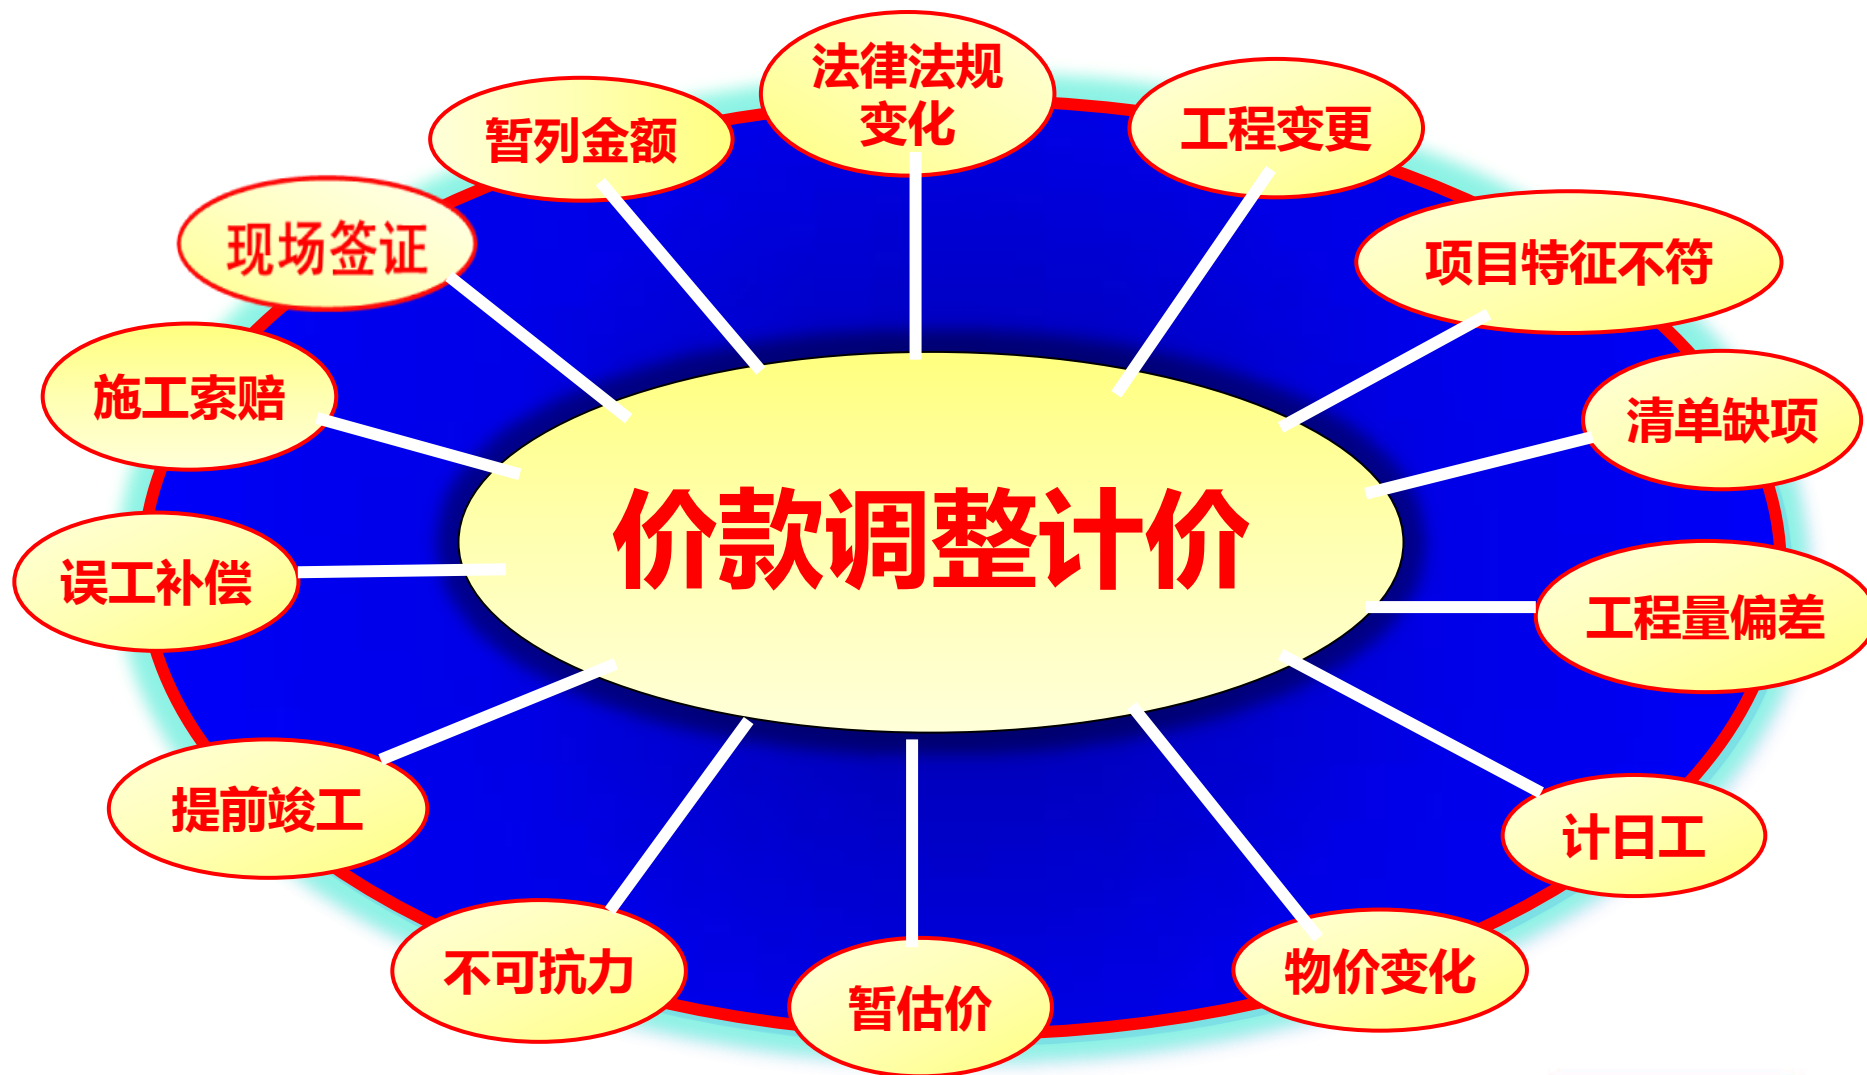 法律法规
变化
工程变更
项目特征不符
清单缺项
工程量偏差
计日工
物价变化
暂估价
不可抗力
提前竣工
误工补偿
施工索赔
现场签证
暂列金额
价款调整计价